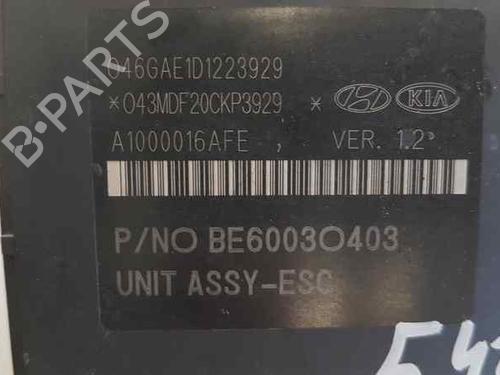 B-PARTS
046GAE1D1223929
*043MDF20CKP3929 *
KIA
A1000016AFE , VER. 1.2
P/NO BE60030403
UNIT ASSY-ESC